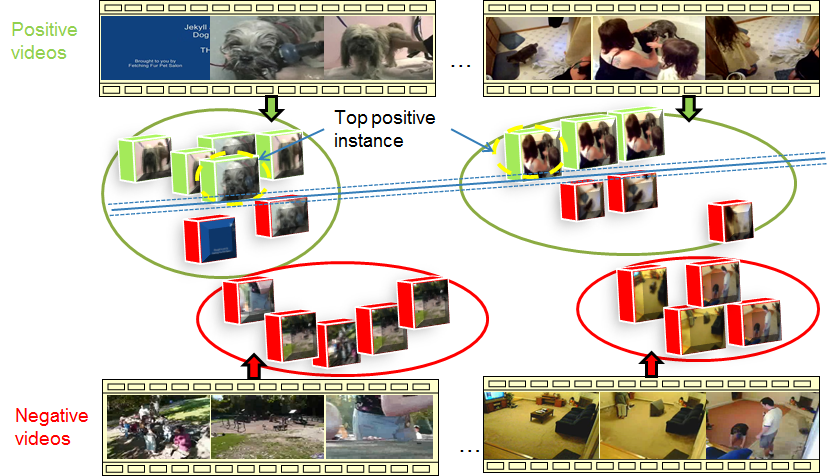 Positive
videos
Jekyll
Dog
TH
Brought to you by
Fetching Fur Pet Salon
...
...
Top positive
instance
Negative
videos
...